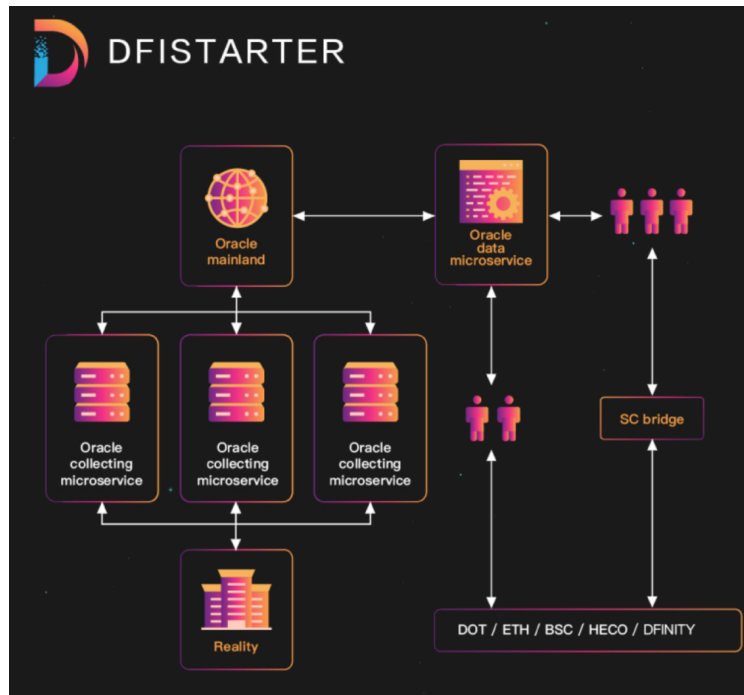 DFISTARTER
Oracle
mainland
Oracle
data
microservice
Oracle
collecting
microservice
Oracle
collecting
microservice
Oracle
collecting
microservice
SC bridge
Reality
DOT / ETH / BSC / HECO / DFINITY